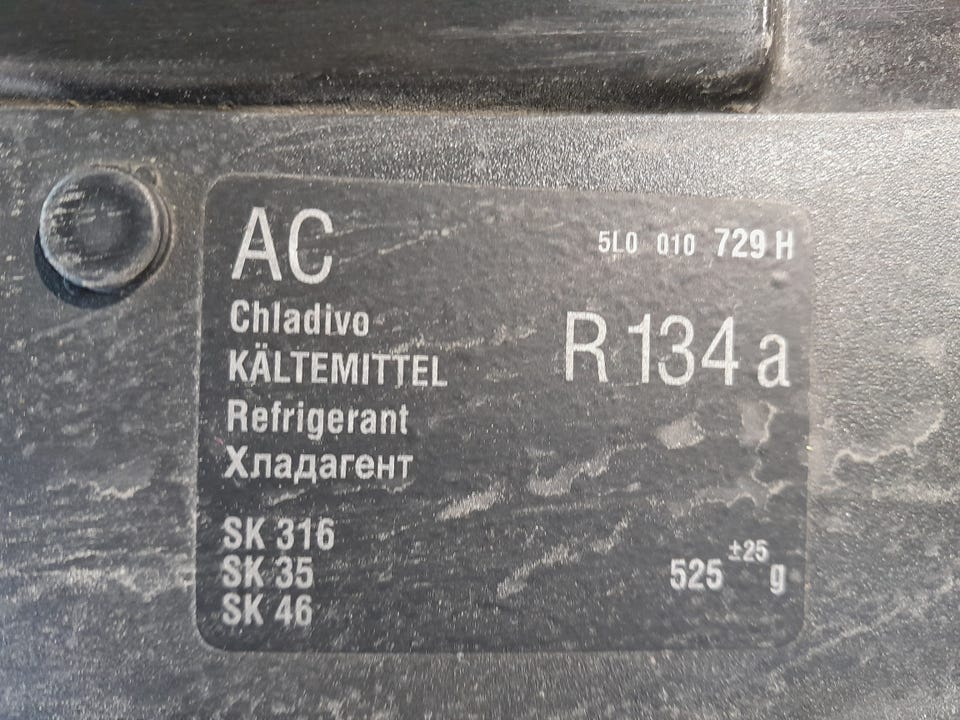 AC
5L0 010 729 H
Chladivo
KÄLTEMITTEL
Refrigerant
Хладагент
R 134 a
SK 316
SK 35
SK 46
525 ±25 g